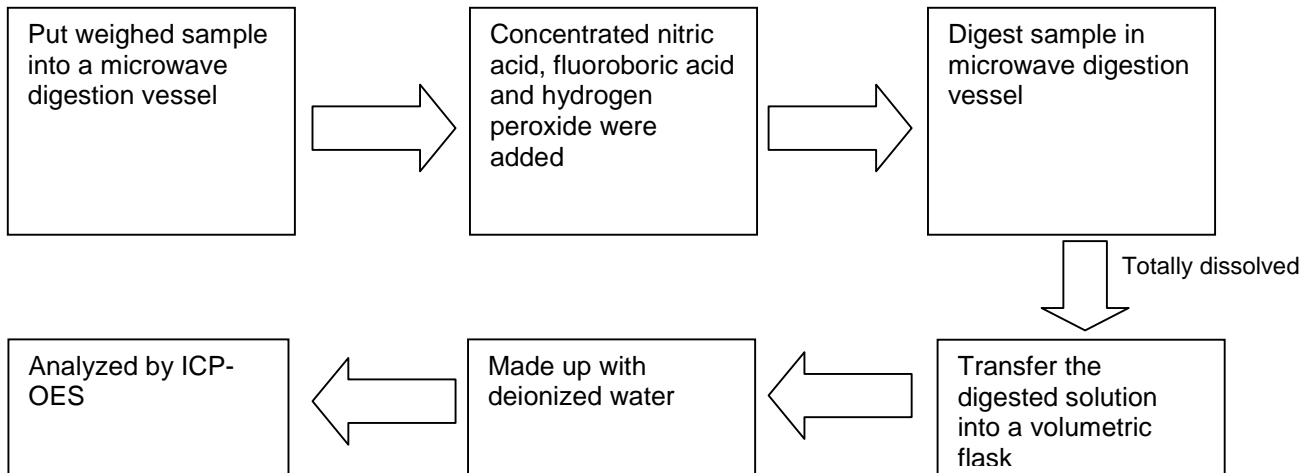 Put weighed sample
into a microwave
digestion vessel
Concentrated nitric
acid, fluoroboric acid
and hydrogen
peroxide were
added
Digest sample in
microwave digestion
vessel
Totally dissolved
Transfer the
digested solution
into a volumetric
flask
Made up with
deionized water
Analyzed by ICP-
OES